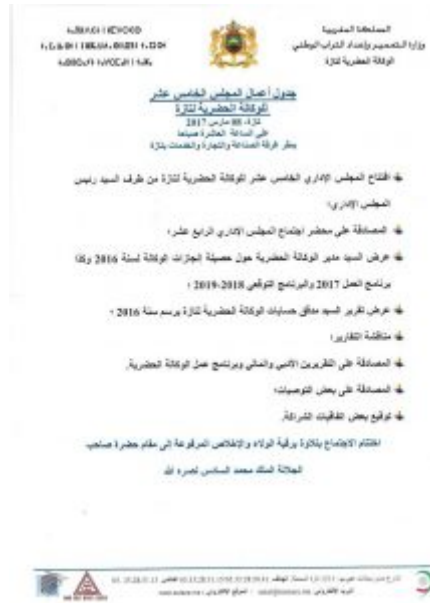 المملكة المغربية
وزارة التعمير وإعداد التراب الوطني
الوكالة الحضرية لتازة
جدول أعمال المجلس الخامس عشر
للوكالة الحضرية لتازة
تازة، 08 مارس 2017
على الساعة العاشرة صباحا
بمقر غرفة الصناعة والتجارة والخدمات بتازة
افتتاح المجلس الإداري الخامس عشر للوكالة الحضرية لتازة من طرف السيد رئيس
المجلس الإداري؛
المصادقة على محضر اجتماع المجلس الإداري الرابع عشر؛
عرض السيد مدير الوكالة الحضرية حول حصيلة إنجازات الوكالة لسنة 2016 وكذا
برنامج العمل 2017 والبرنامج التوقعي 2018-2019 ؛
عرض تقرير السيد مدقق حسابات الوكالة الحضرية لتازة برسم سنة 2016 ؛
مناقشة التقارير؛
المصادقة على التقريرين الأدبي والمالي وبرنامج عمل الوكالة الحضرية.
المصادقة على بعض التوصيات؛
توقيع بعض اتفاقيات الشراكة.
اختتام الاجتماع بتلاوة برقية الولاء والإخلاص المرفوعة إلى مقام حضرة صاحب
الجلالة الملك محمد السادس نصره الله